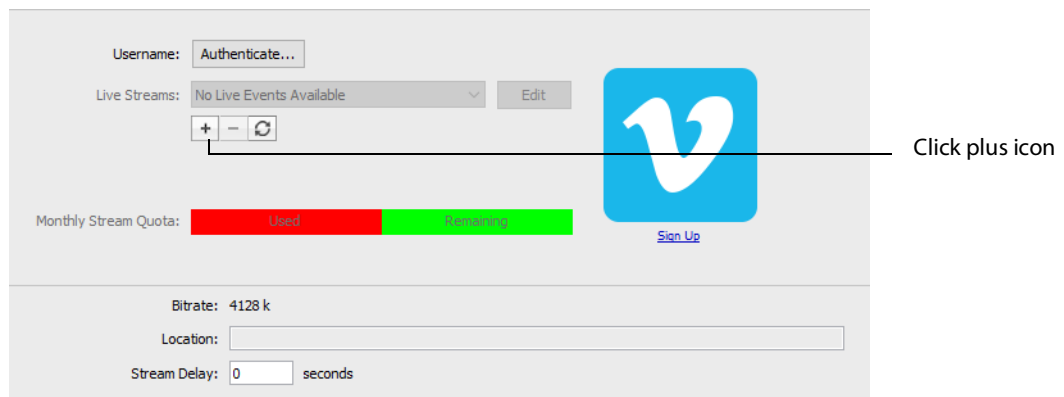 Username: Authenticate...
Live Streams: No Live Events Available Edit
Click plus icon
Monthly Stream Quota: Used Remaining
Sign Up
Bitrate: 4128 k
Location:
Stream Delay: 0 seconds